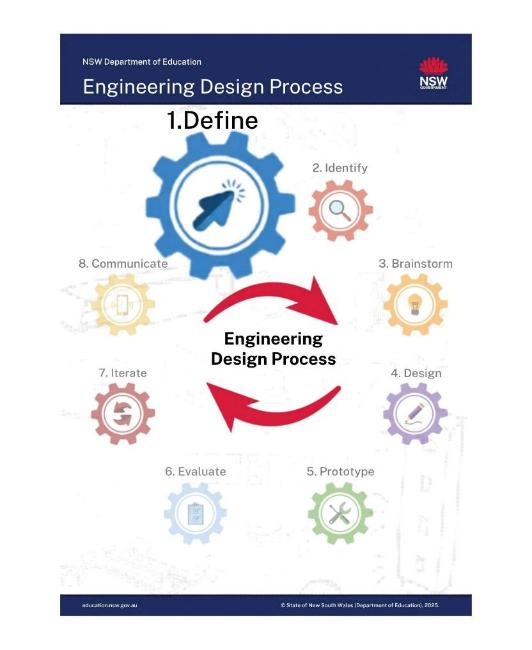 NSW Department of Education
Engineering Design Process
NSW
GOVERNMENT
1.Define
2. Identify
8. Communicate
3. Brainstorm
Engineering
Design Process
7. Iterate
4. Design
6. Evaluate
5. Prototype
education.nsw.gov.au
© State of New South Wales (Department of Education), 2025.